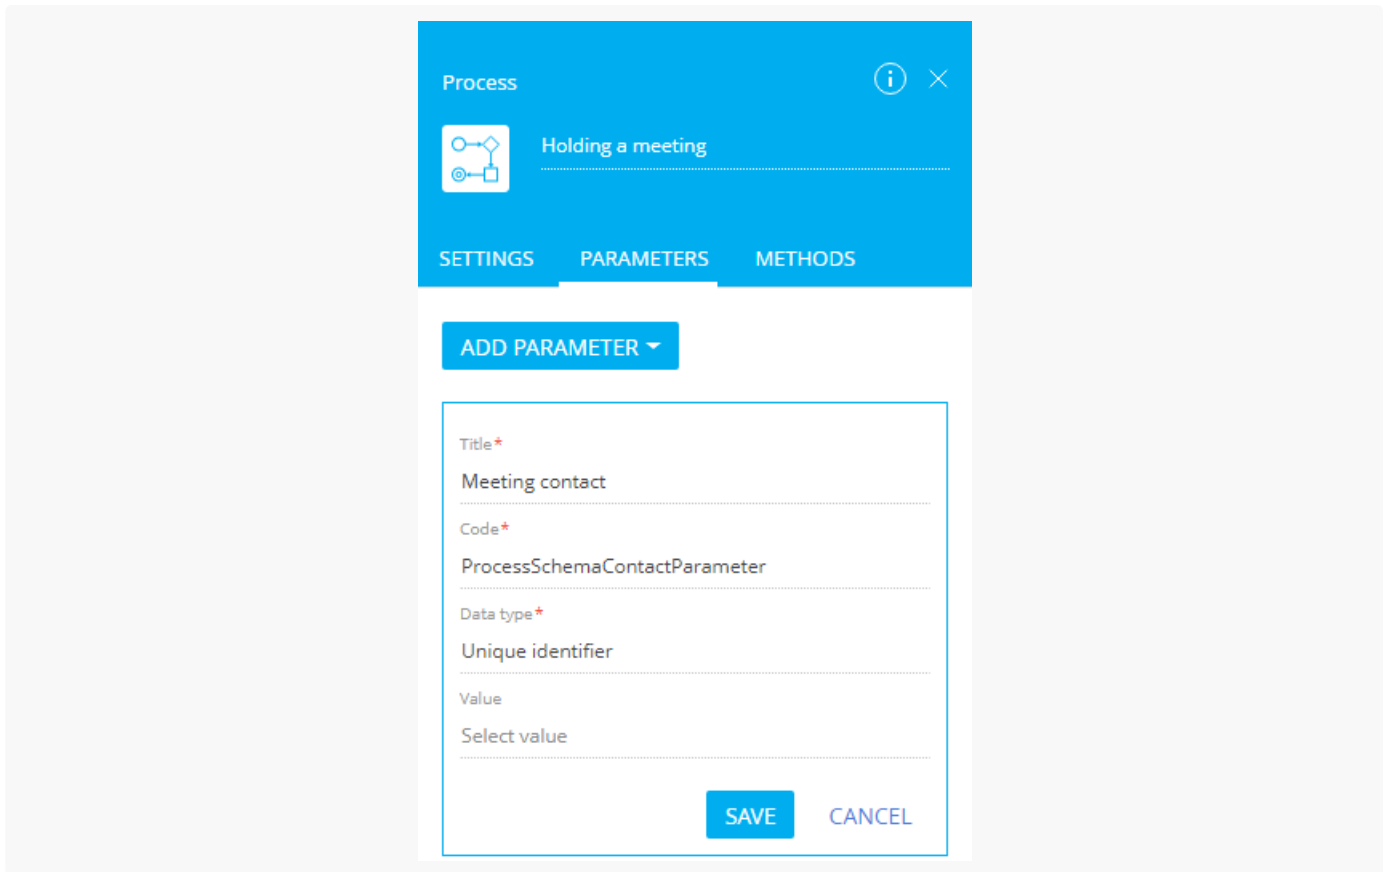 Process
Holding a meeting
SETTINGS PARAMETERS METHODS
ADD PARAMETER
Title*
Meeting contact
Code*
ProcessSchemaContactParameter
Data type*
Unique identifier
Value
Select value
SAVE CANCEL